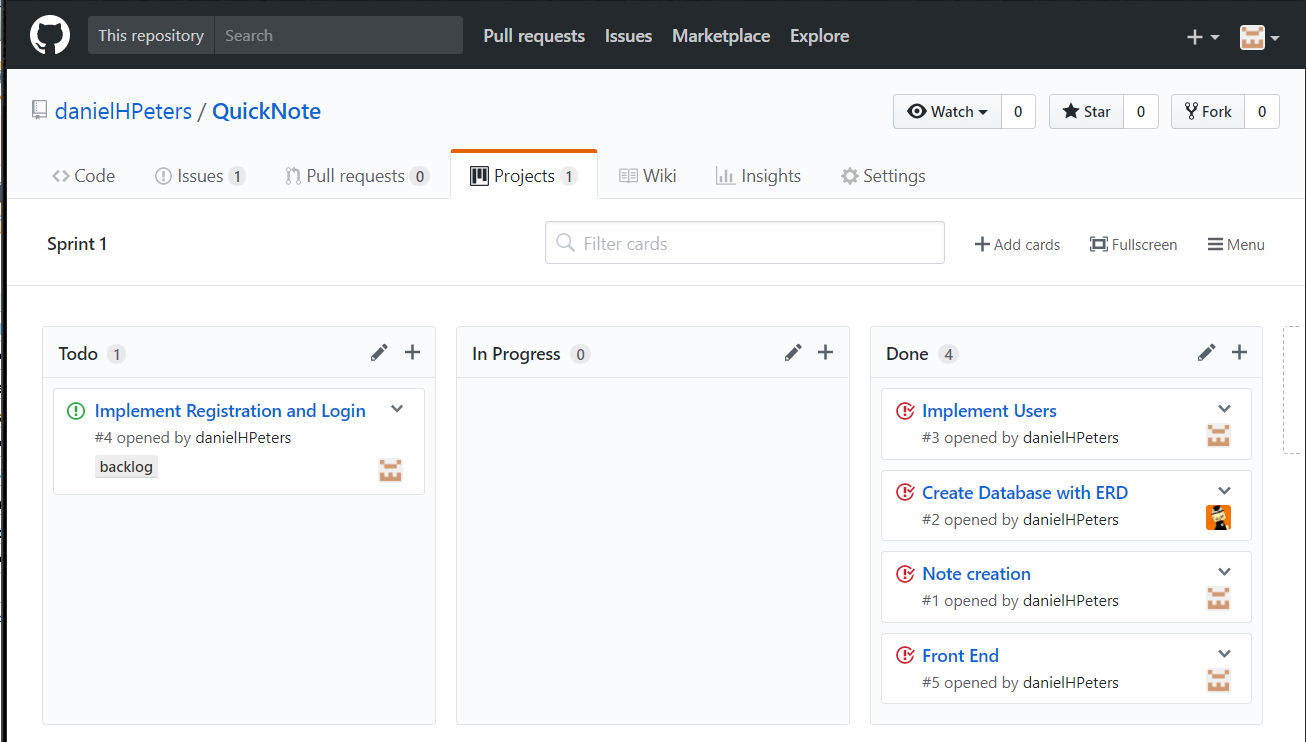 This repository Search Pull requests Issues Marketplace Explore
danielHPeters / QuickNote Watch 0 Star 0 Fork 0
Code Issues 1 Pull requests 0 Projects 1 Wiki Insights Settings
Sprint 1 Filter cards Add cards Fullscreen Menu
Todo 1
Implement Registration and Login
#4 opened by danielHPeters
backlog
In Progress 0
Done 4
Implement Users
#3 opened by danielHPeters
Create Database with ERD
#2 opened by danielHPeters
Note creation
#1 opened by danielHPeters
Front End
#5 opened by danielHPeters